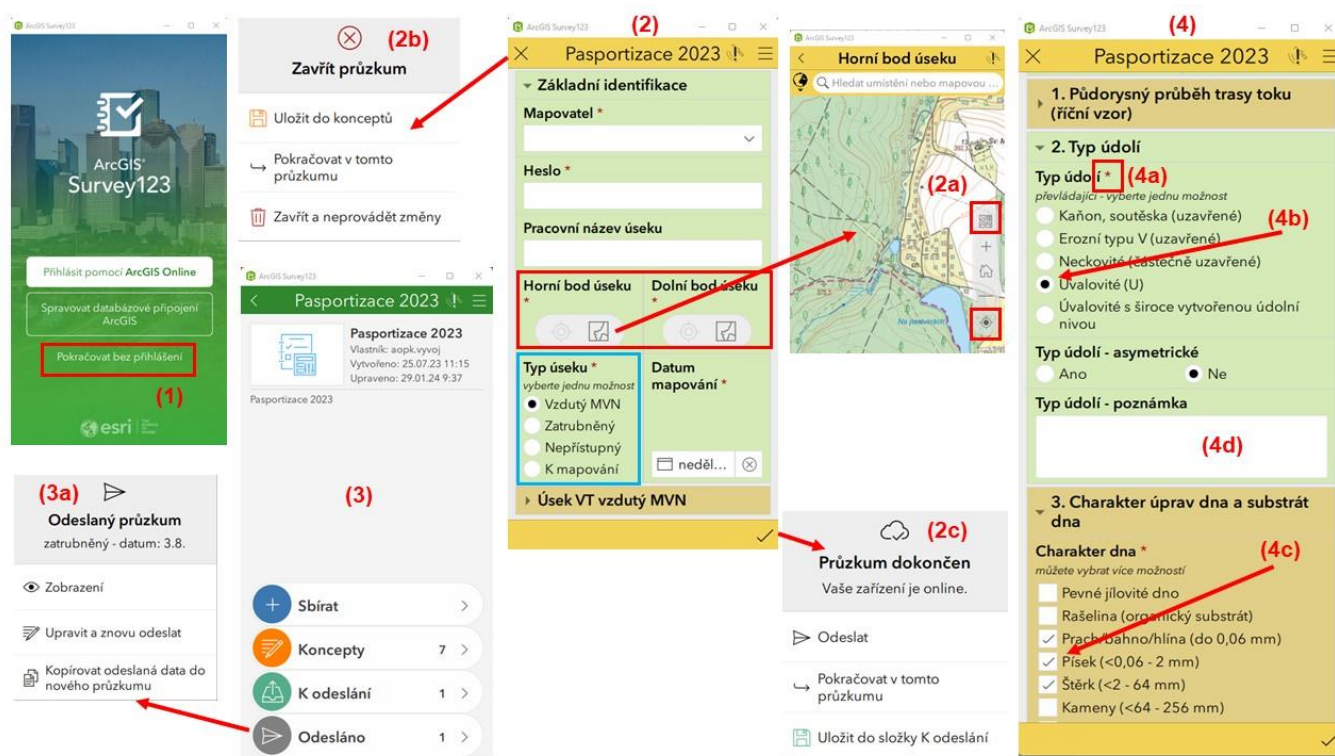 ArcGIS Survey123
ArcGIS
Survey123
Přihlásit pomocí ArcGIS Online
Spravovat databázové připojení
ArcGIS
Pokračovat bez přihlášení
(1)
esri
(2b)
Zavřít průzkum
Uložit do konceptů
Pokračovat v tomto
průzkumu
Zavřít a neprovádět změny
ArcGIS Survey123
(2)
Pasportizace 2023
Základní identifikace
Mapovatel *
Heslo *
Pracovní název úseku
Horní bod úseku
*
Dolní bod úseku
*
Typ úseku *
vyberte jednu možnost
Vzdutý MVN
Zatrubněný
Nepřístupný
K mapování
Datum
mapování *
neděl...
Úsek VT vzdutý MVN
ArcGIS Survey123
Horní bod úseku
Hledat umístění nebo mapovou ...
(2a)
Na pasekách
(2c)
Průzkum dokončen
Vaše zařízení je online.
Odeslat
Pokračovat v tomto
průzkumu
Uložit do složky K odeslání
ArcGIS Survey123
Pasportizace 2023
Pasportizace 2023
Vlastník: aopk.vyvoj
Vytvořeno: 25.07.23 11:15
Upraveno: 29.01.24 9:37
Pasportizace 2023
(3)
Sbírat
Koncepty 7
K odeslání 1
Odesláno 1
(3a)
Odeslaný průzkum
zatrubněný - datum: 3.8.
Zobrazení
Upravit a znovu odeslat
Kopírovat odeslaná data do
nového průzkumu
ArcGIS Survey123
(4)
Pasportizace 2023
1. Půdorysný průběh trasy toku
(říční vzor)
2. Typ údolí
Typ údolí * (4a)
převládající - vyberte jednu možnost
Kaňon, soutěska (uzavřené)
Erozní typu V (uzavřené)
(4b)
Neckovité (částečně uzavřené)
Úvalovité (U)
Úvalovité s široce vytvořenou údolní
nivou
Typ údolí - asymetrické
Ano Ne
Typ údolí - poznámka
(4d)
3. Charakter úprav dna a substrát
dna
Charakter dna *
(4c)
můžete vybrat více možností
Pevné jílovité dno
Rašelina (organický substrát)
Prach/bahno/hlína (do 0,06 mm)
Písek (<0,06 - 2 mm)
Štěrk (<2 - 64 mm)
Kameny (<64 - 256 mm)